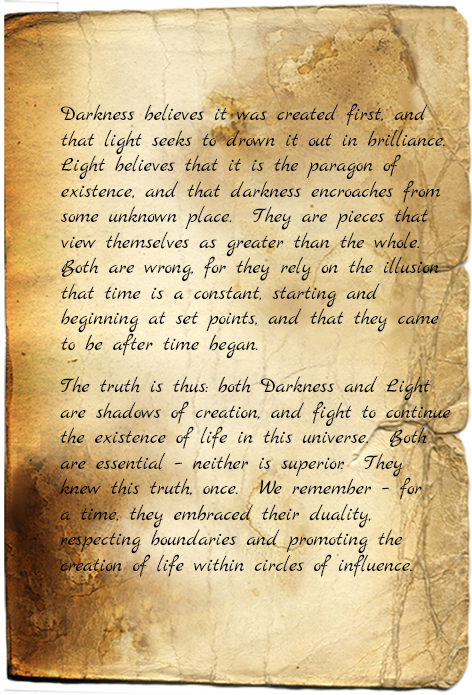 Darkness believes it was created first, and
that light seeks to drown it out in brilliance.
Light believes that it is the paragon of
existence, and that darkness encroaches from
some unknown place.  They are pieces that
view themselves as greater than the whole.
Both are wrong, for they rely on the illusion
that time is a constant, starting and
beginning at set points, and that they came
to be after time began.

The truth is thus: both Darkness and Light
are shadows of creation, and fight to continue
the existence of life in this universe.  Both
are essential - neither is superior.  They
knew this truth, once.  We remember - for
a time, they embraced their duality,
respecting boundaries and promoting the
creation of life within circles of influence.